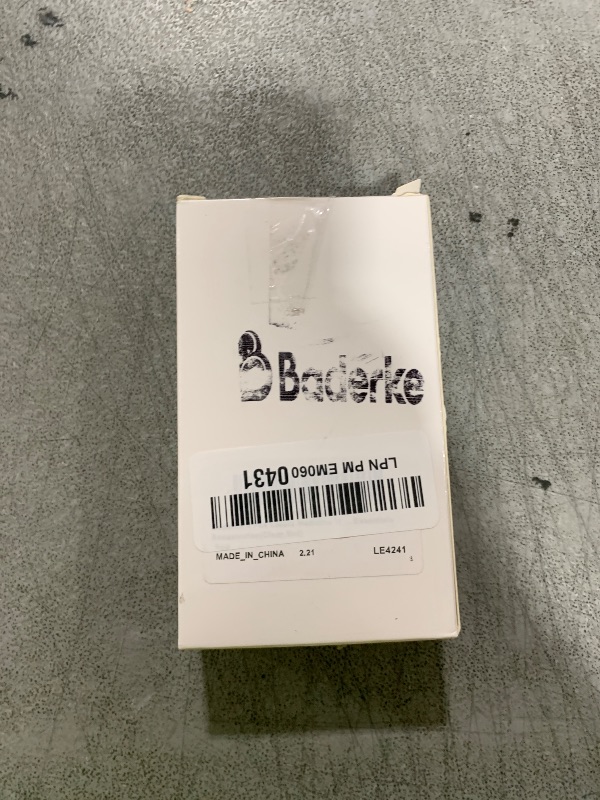 Baderke
LPN PM EM060 0431
MADE_IN_CHINA 2.21 LE4241